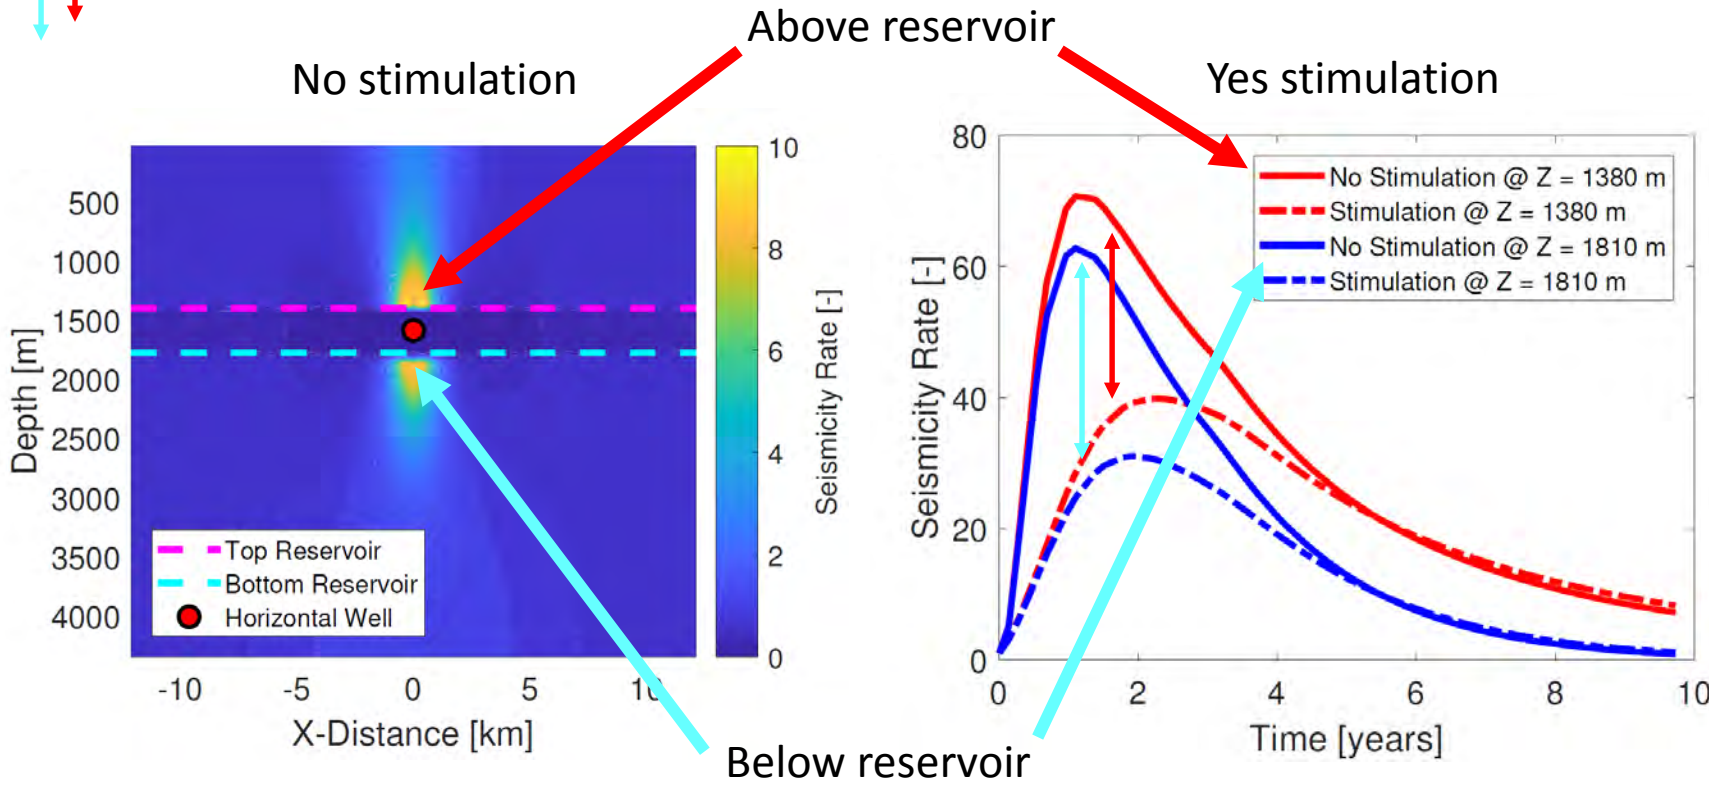 Above reservoir
No stimulation
Yes stimulation
500
1000
1500
2000
2500
3000
3500
4000
Depth [m]
Top Reservoir
Bottom Reservoir
Horizontal Well
-10
-5
0
5
10
X-Distance [km]
10
8
6
4
2
0
Seismicity Rate [-]
80
60
40
20
0
Seismicity Rate [-]
No Stimulation @ Z = 1380 m
Stimulation @ Z = 1380 m
No Stimulation @ Z = 1810 m
Stimulation @ Z = 1810 m
0
2
4
6
8
10
Time [years]
Below reservoir